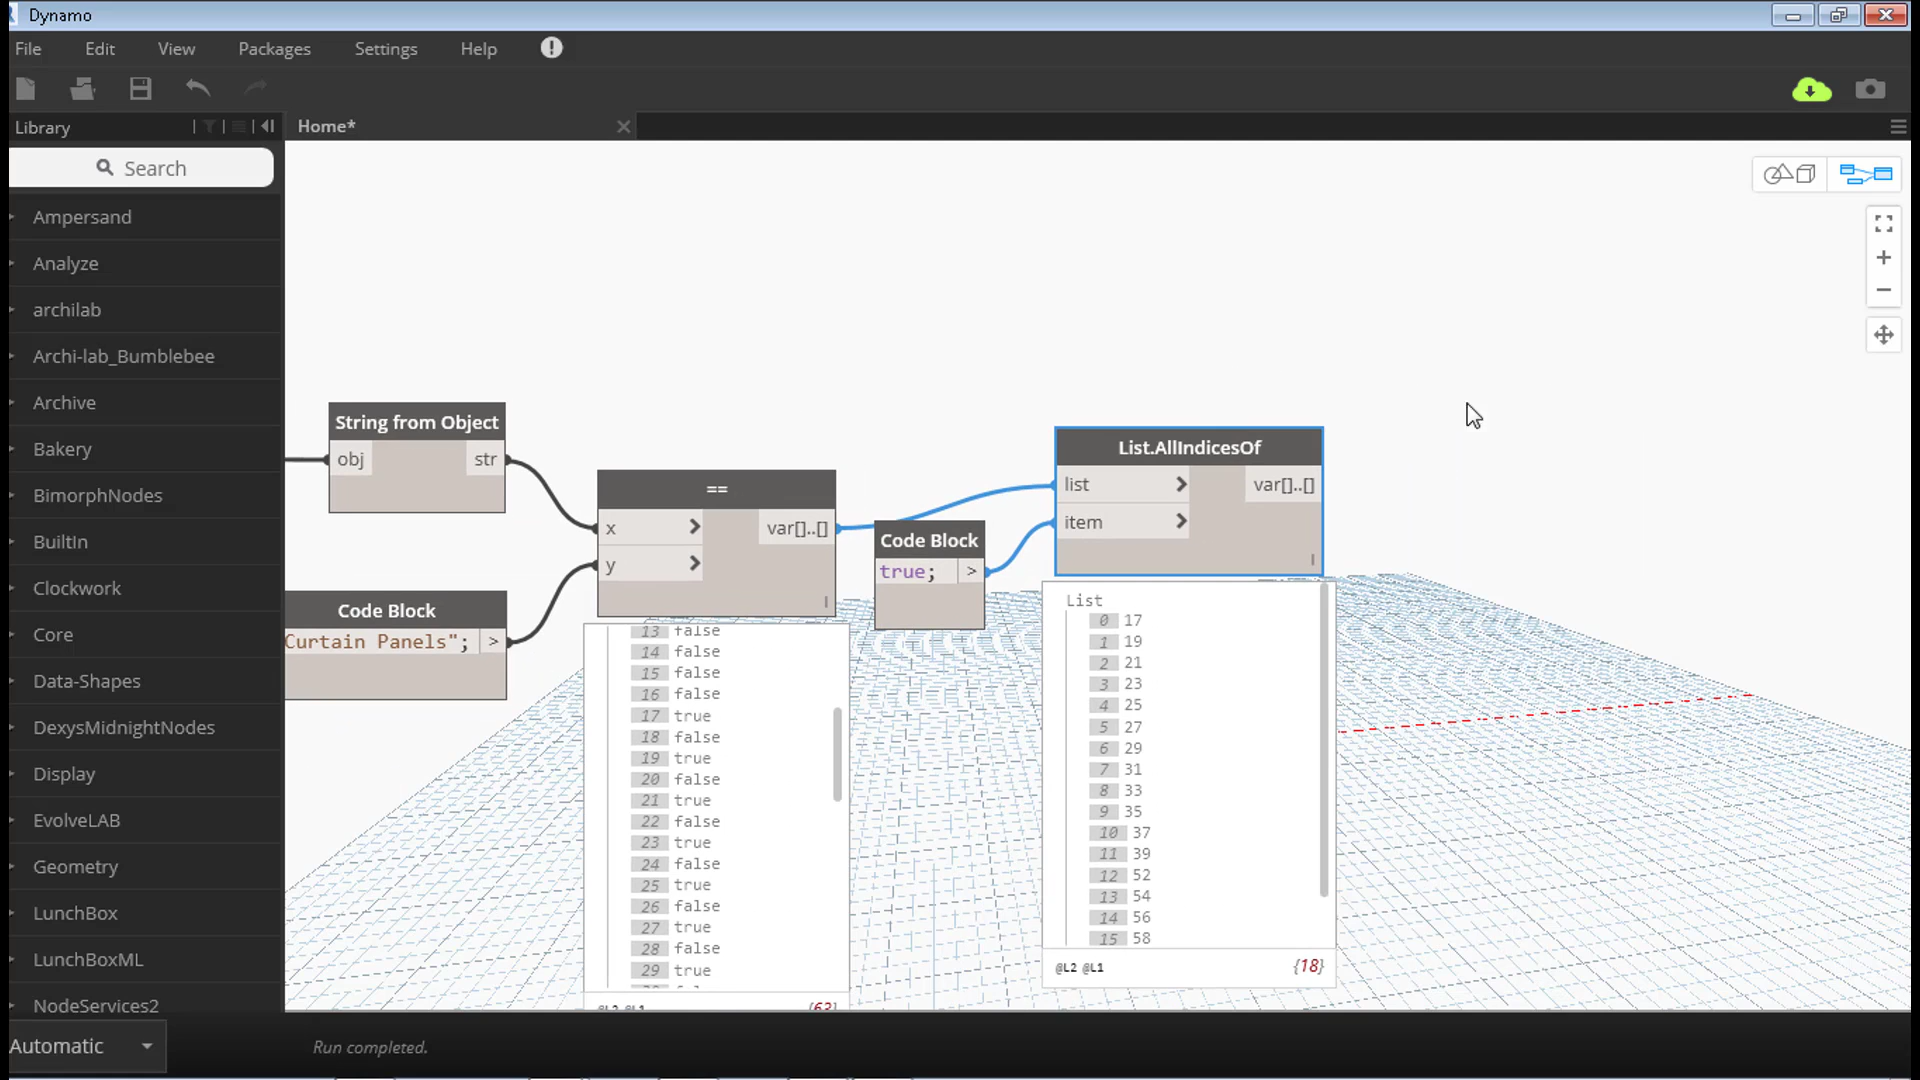 Dynamo
File Edit View Packages Settings Help
Library
Home*
Search
Ampersand
Analyze
archilab
Archi-lab_Bumblebee
Archive
Bakery
BimorphNodes
BuiltIn
Clockwork
Core
Data-Shapes
DexysMidnightNodes
Display
EvolveLAB
Geometry
LunchBox
LunchBoxML
NodeServices2
String from Object
obj str
Code Block
Curtain Panels"; >
==
x > var[]..[]
y >
13 false
14 false
15 false
16 false
17 true
18 false
19 true
20 false
21 true
22 false
23 true
24 false
25 true
26 false
27 true
28 false
29 true
@L2 @L1 {63}
Code Block
true; >
List.AllIndicesOf
list > var[]..[]
item >
List
0 17
1 19
2 21
3 23
4 25
5 27
6 29
7 31
8 33
9 35
10 37
11 39
12 52
13 54
14 56
15 58
@L2 @L1 {18}
Automatic
Run completed.